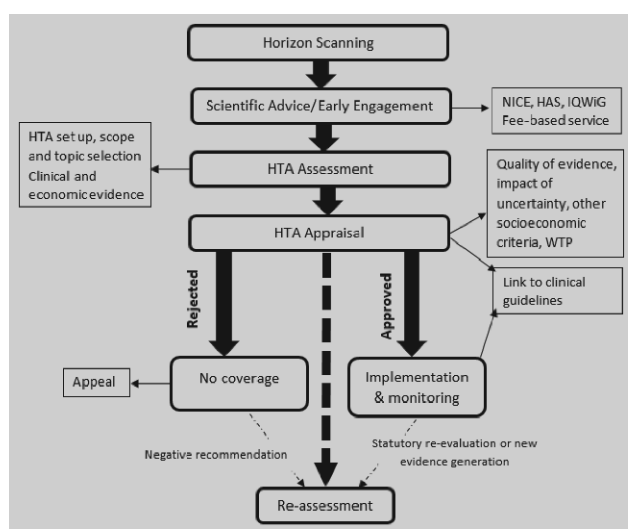 Horizon Scanning
Scientific Advice/Early Engagement
NICE, HAS, IQWiG
Fee-based service
HTA set up, scope
and topic selection
Clinical and
economic evidence
HTA Assessment
Quality of evidence,
impact of
uncertainty, other
socioeconomic
criteria, WTP
HTA Appraisal
Rejected
Approved
Link to clinical
guidelines
Appeal
No coverage
Implementation
& monitoring
Negative recommendation
Statutory re-evaluation or new
evidence generation
Re-assessment